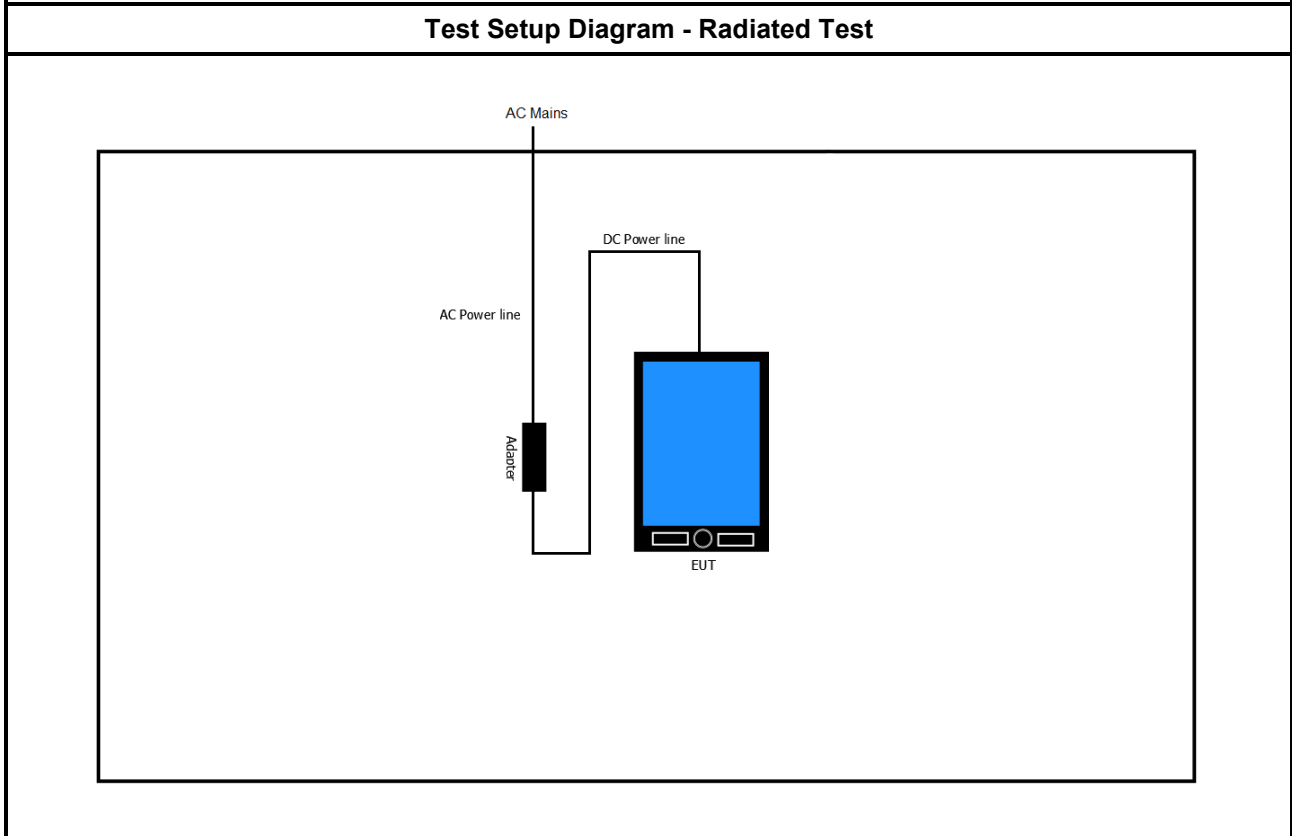 Test Setup Diagram - Radiated Test
AC Mains
DC Power line
AC Power line
Adapter
EUT